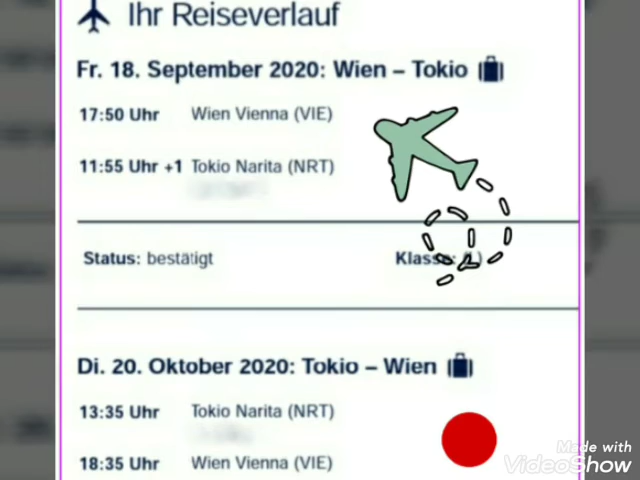 Ihr Reiseverlauf
Fr. 18. September 2020: Wien – Tokio
17:50 Uhr Wien Vienna (VIE)
11:55 Uhr +1 Tokio Narita (NRT)
Status: bestätigt Klasse: (L)
Di. 20. Oktober 2020: Tokio – Wien
13:35 Uhr Tokio Narita (NRT)
18:35 Uhr Wien Vienna (VIE)
Made with
VideoShow